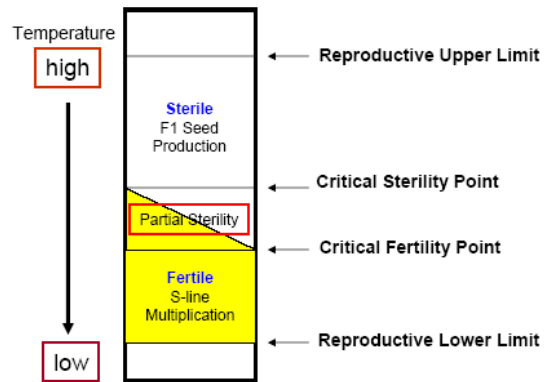 Temperature
high
low
Sterile
F1 Seed
Production
Partial Sterility
Fertile
S-line
Multiplication
Reproductive Upper Limit
Critical Sterility Point
Critical Fertility Point
Reproductive Lower Limit